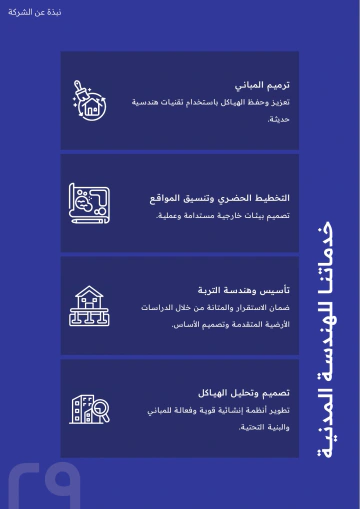 نبذة عن الشركة
خدماتنا للهندسة المدنية
ترميم المباني
تعزيز وحفظ الهياكل باستخدام تقنيات هندسية
حديثة.
التخطيط الحضري وتنسيق المواقع
تصميم بيئات خارجية مستدامة وعملية.
تأسيس وهندسة التربة
ضمان الاستقرار والمتانة من خلال الدراسات
الأرضية المتقدمة وتصميم الأساس.
تصميم وتحليل الهياكل
تطوير أنظمة إنشائية قوية وفعالة للمباني
والبنية التحتية.